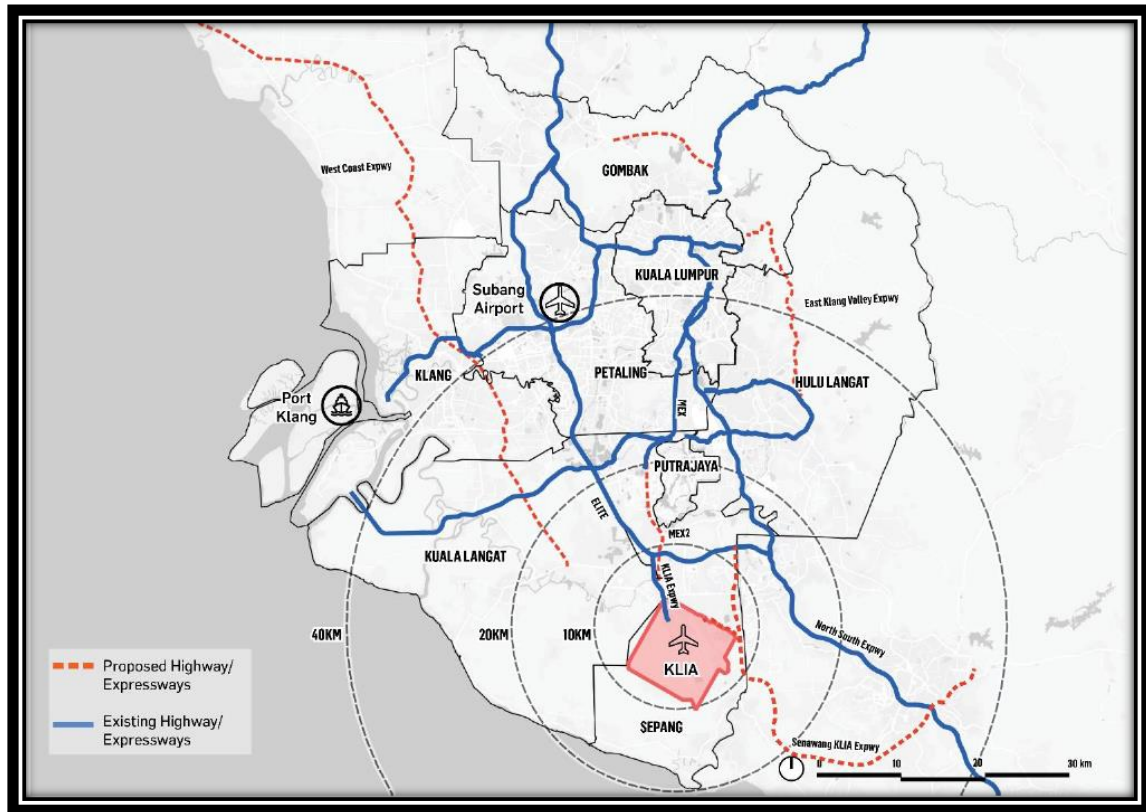 West Coast Expwy
GOMBAK
KUALA LUMPUR
Subang
Airport
East Klang Valley Expwy
KLANG
PETALING
HULU LANGAT
Port
Klang
MEX
PUTRAJAYA
ELITE
MEX2
KUALA LANGAT
KLIA Expwy
40KM
20KM
10KM
North South Expwy
KLIA
SEPANG
Senawang KLIA Expwy
Proposed Highway/
Expressways
Existing Highway/
Expressways
0 10 20 30 km